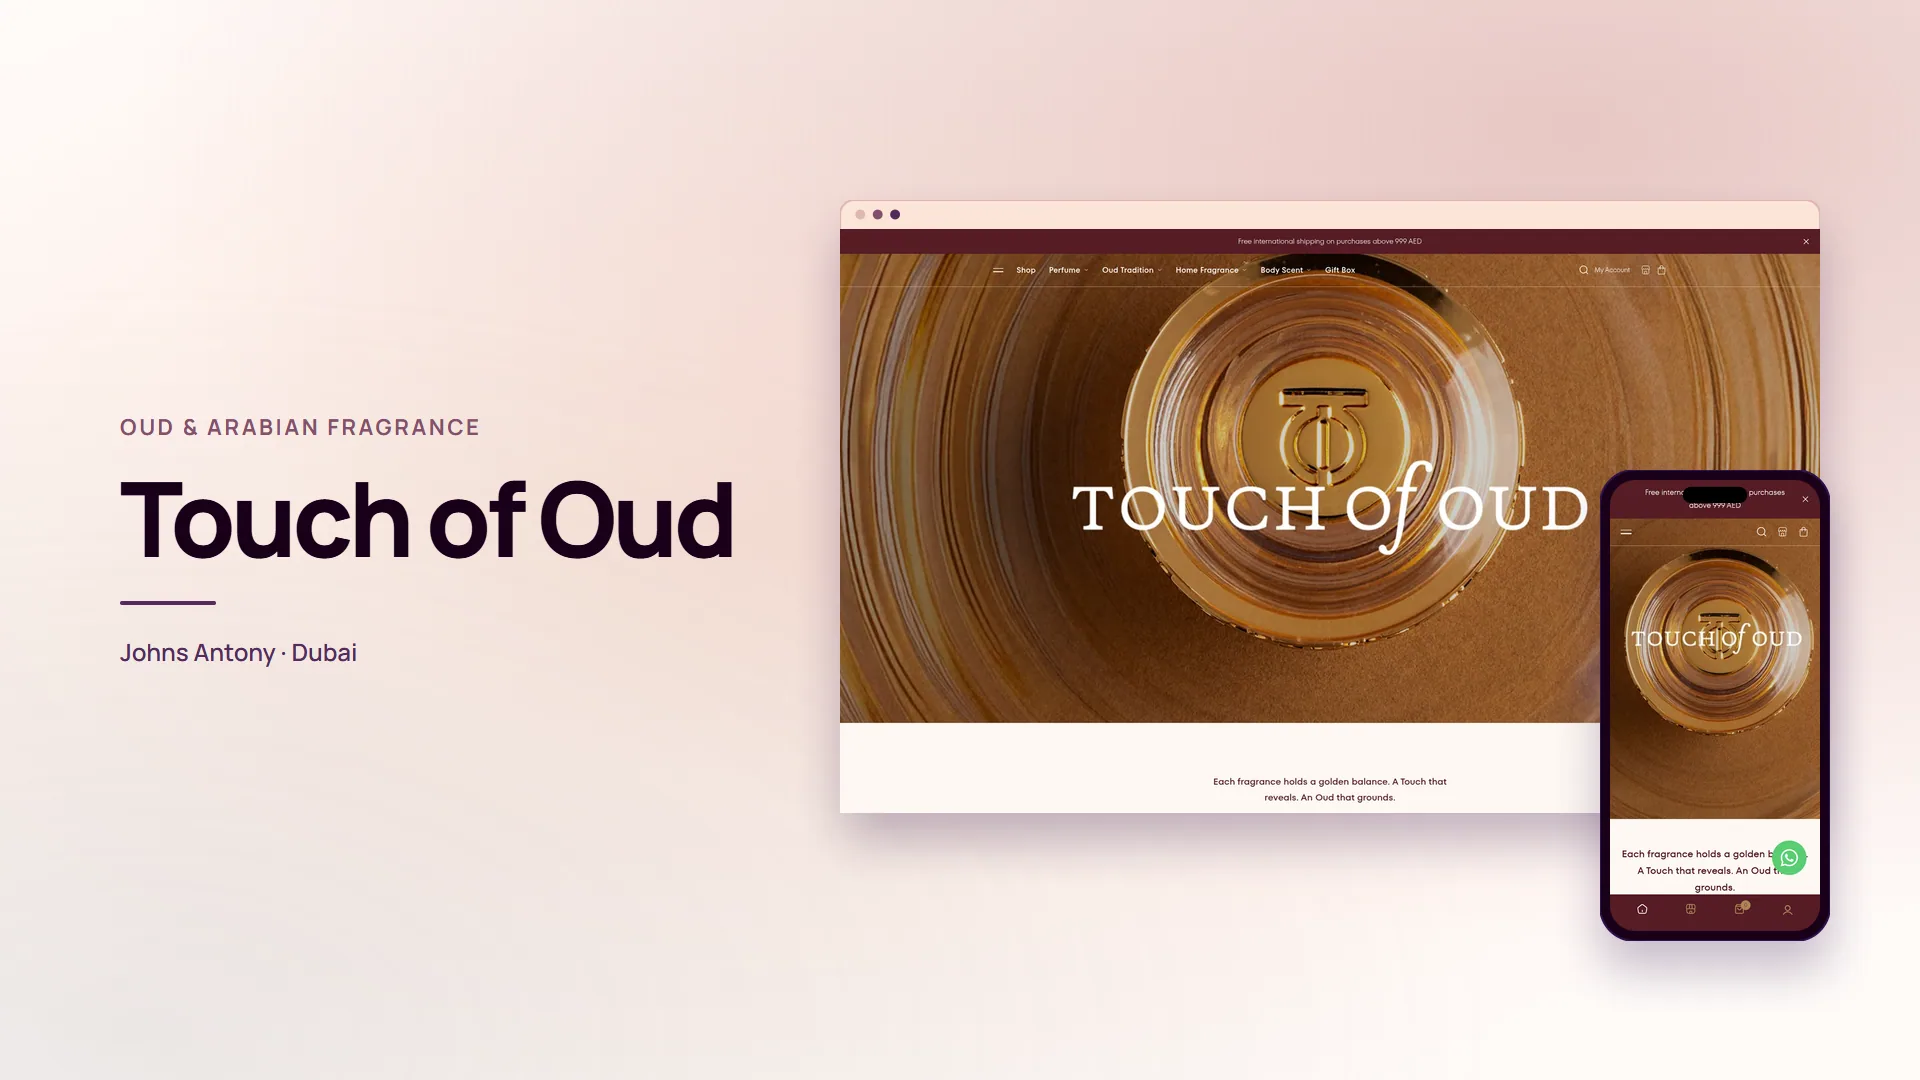 OUD & ARABIAN FRAGRANCE
Touch of Oud
Johns Antony · Dubai
Free international shipping on purchases above 999 AED
Shop Perfume Oud Tradition Home Fragrance Body Scent Gift Box My Account
TOUCH of OUD
Each fragrance holds a golden balance. A Touch that
reveals. An Oud that grounds.
Free purchases
above 999 AED
TOUCH of OUD
Each fragrance holds a golden
A Touch that reveals. An Oud
grounds.